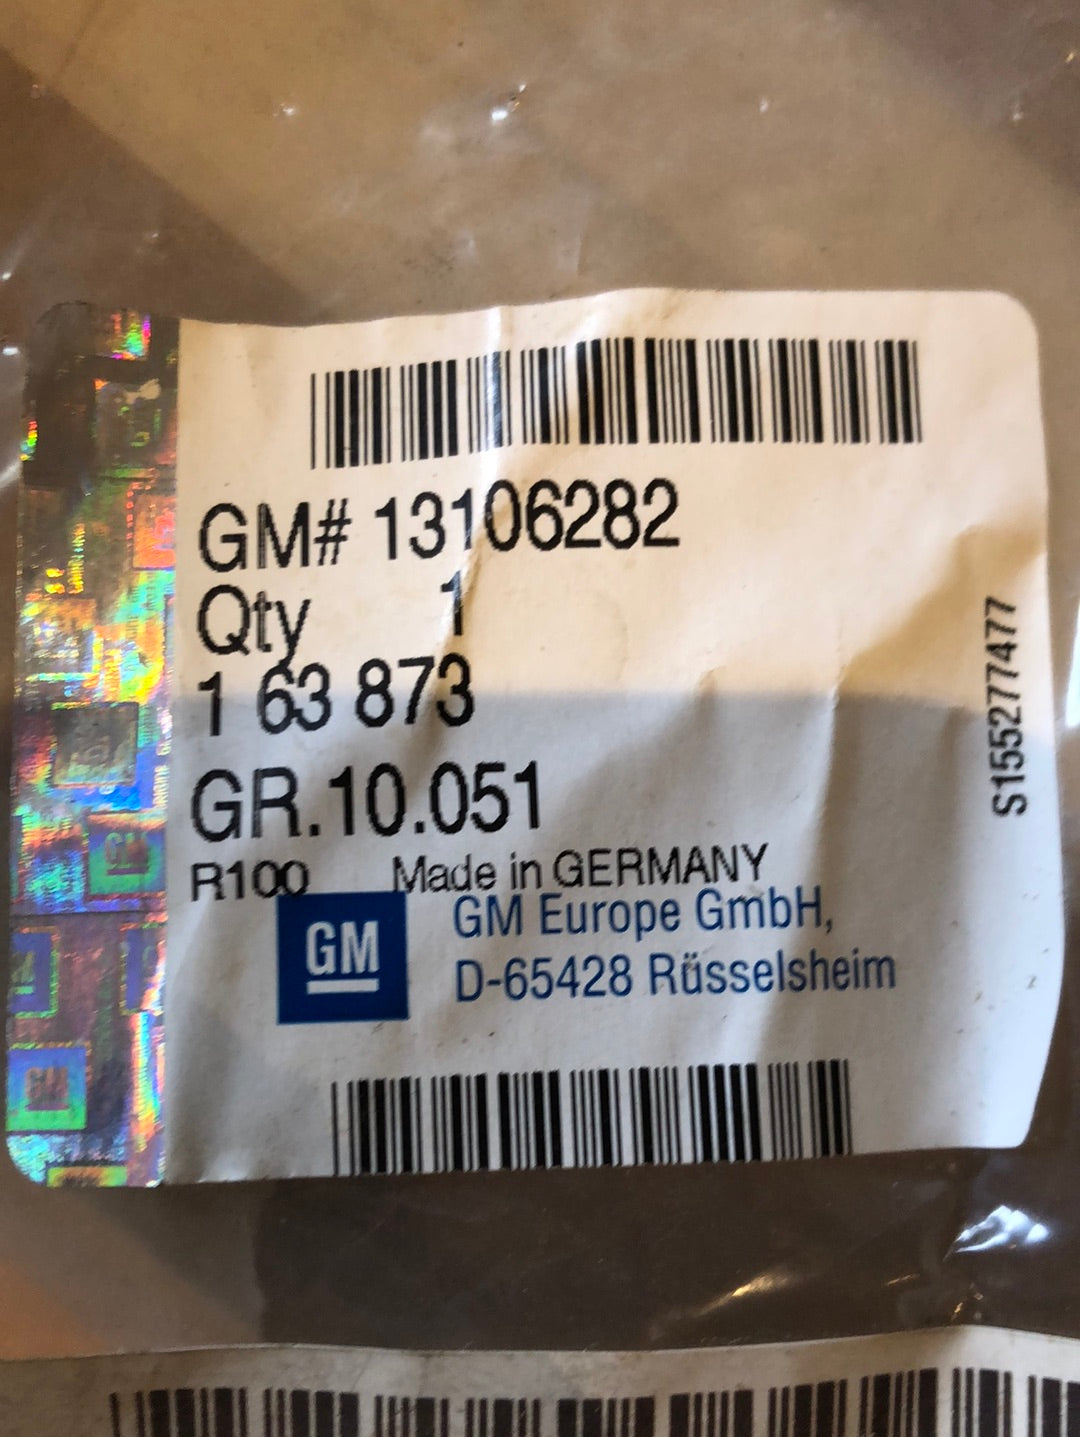 GM# 13106282
Qty 1
1 63 873
GR.10.051
R100 Made in GERMANY
GM
GM Europe GmbH,
D-65428 Rüsselsheim
S155277477